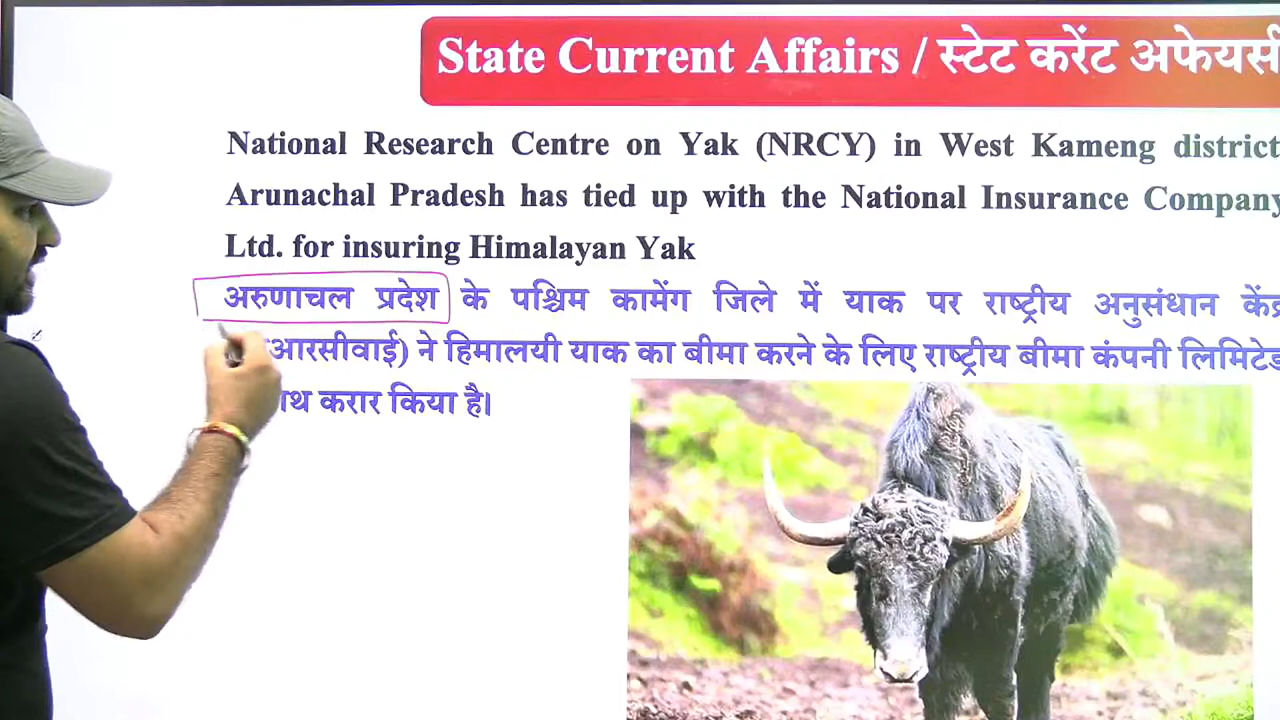 State Current Affairs / स्टेट करेंट अफेयर्स
National Research Centre on Yak (NRCY) in West Kameng district
Arunachal Pradesh has tied up with the National Insurance Company
Ltd. for insuring Himalayan Yak
अरुणाचल प्रदेश के पश्चिम कामेंग जिले में याक पर राष्ट्रीय अनुसंधान केंद्र
आरसीवाई) ने हिमालयी याक का बीमा करने के लिए राष्ट्रीय बीमा कंपनी लिमिटेड
करार किया है।